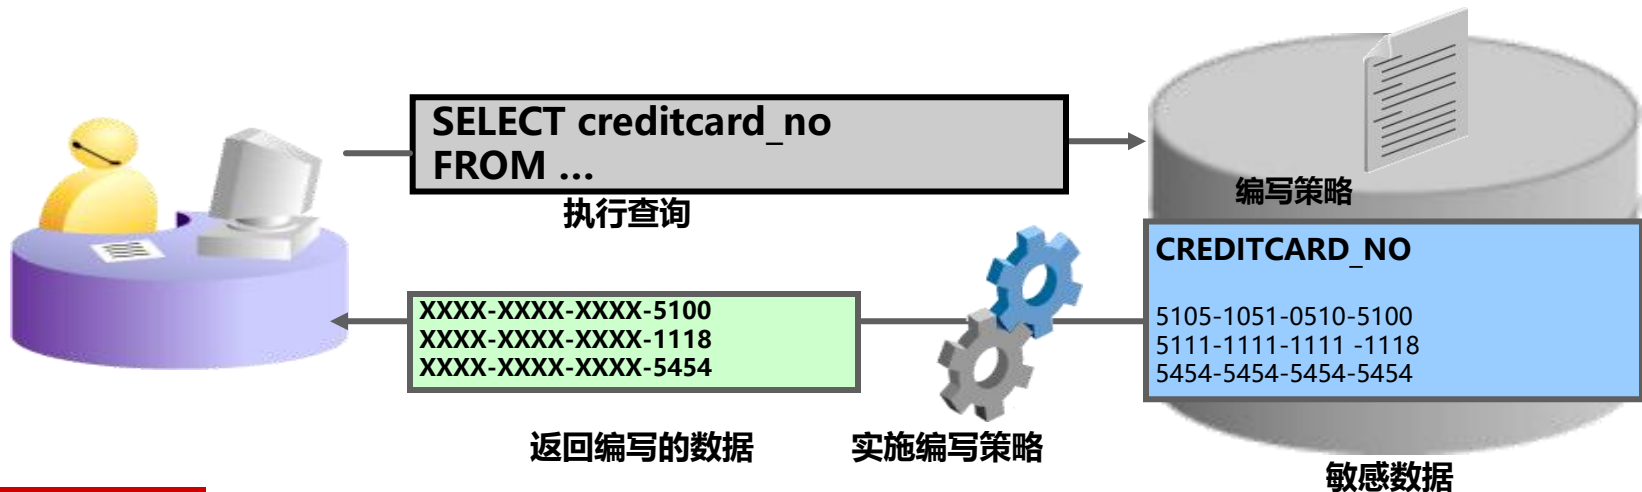 SELECT creditcard_no
FROM ...
执行查询
编写策略
CREDITCARD_NO
5105-1051-0510-5100
5111-1111-1111 -1118
5454-5454-5454-5454
XXXX-XXXX-XXXX-5100
XXXX-XXXX-XXXX-1118
XXXX-XXXX-XXXX-5454
返回编写的数据
实施编写策略
敏感数据